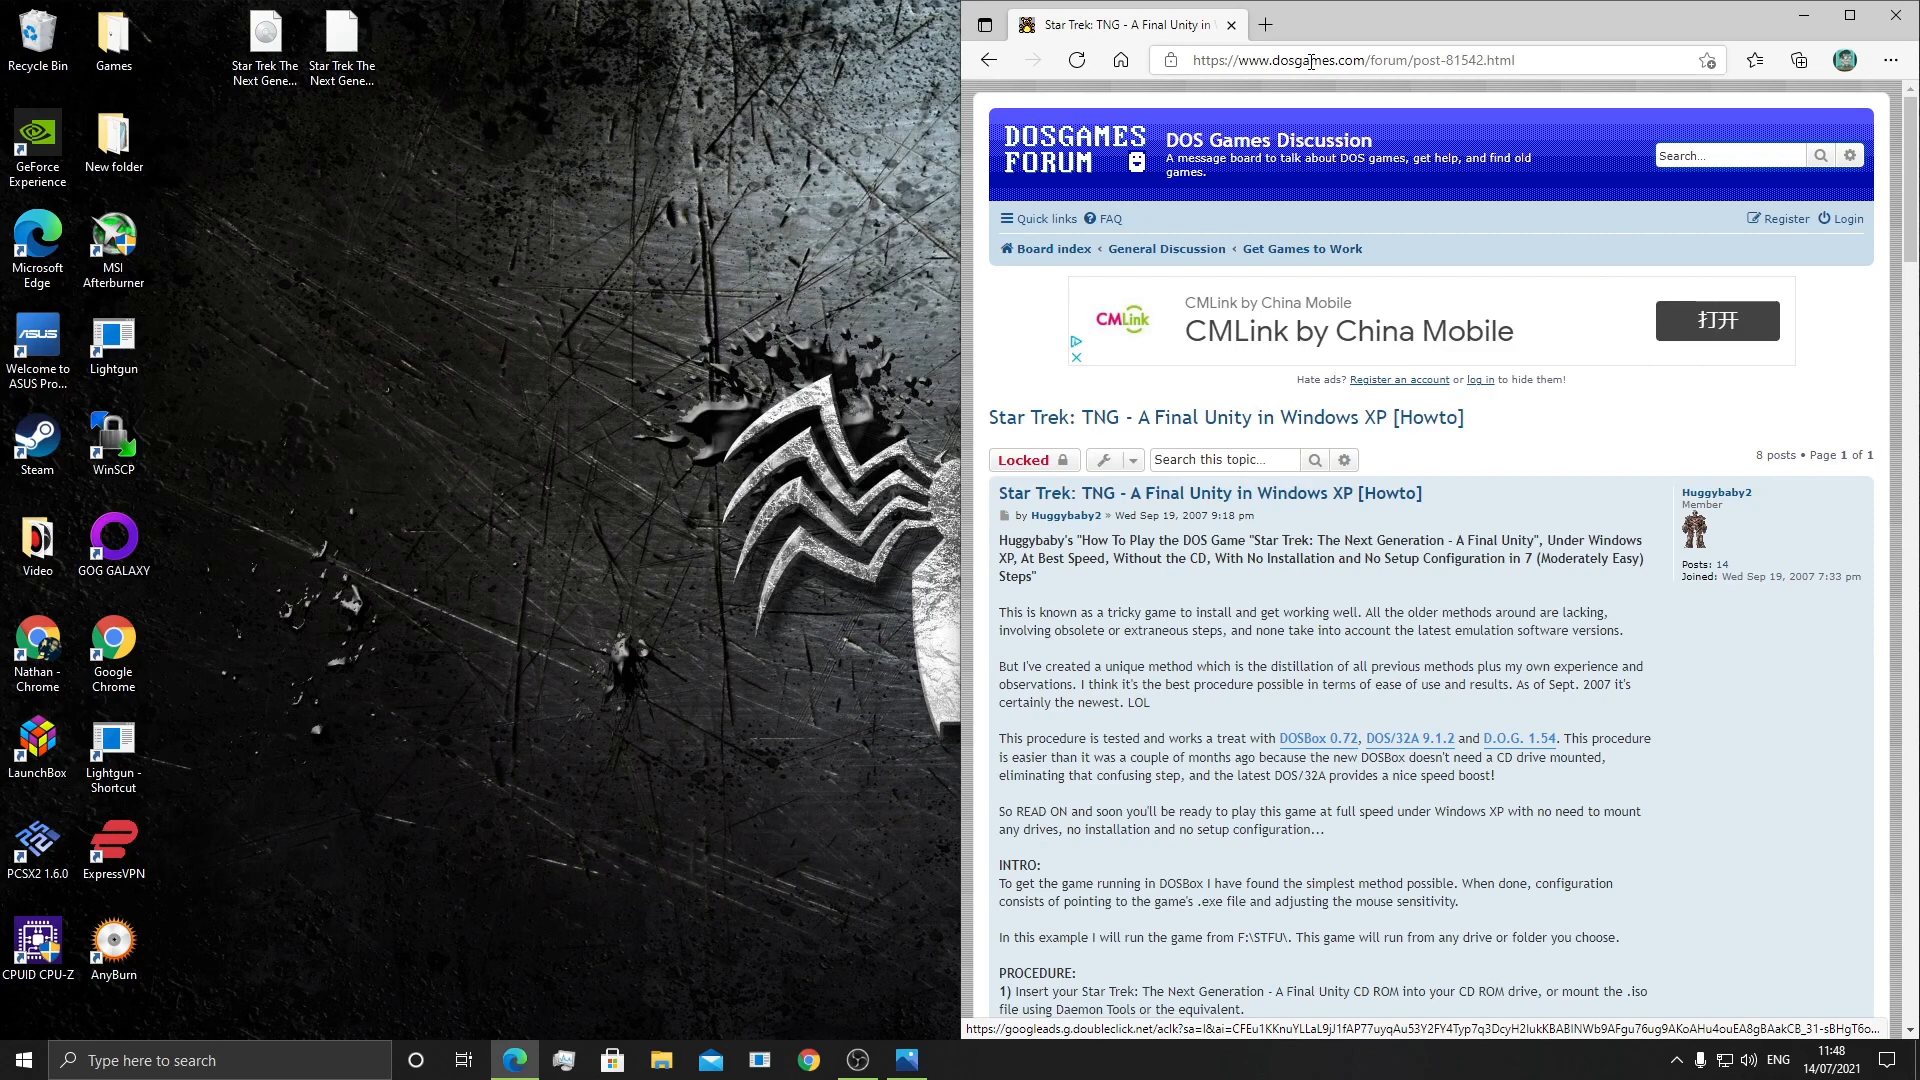 Recycle Bin
Games
Star Trek The
Next Gene...
Star Trek The
Next Gene...
GeForce
Experience
New folder
Microsoft
Edge
MSI
Afterburner
ASUS
Welcome to
ASUS Pro...
Lightgun
Steam
WinSCP
Video
GOG GALAXY
Nathan -
Chrome
Google
Chrome
LaunchBox
Lightgun -
Shortcut
PCSX2 1.6.0
ExpressVPN
CPUID CPU-Z
AnyBurn
Star Trek: TNG - A Final Unity in
https://www.dosgames.com/forum/post-81542.html
DOSGAMES
FORUM
DOS Games Discussion
A message board to talk about DOS games, get help, and find old
games.
Search...
Quick links
FAQ
Register
Login
Board index ‹ General Discussion ‹ Get Games to Work
CMLink
CMLink by China Mobile
CMLink by China Mobile
打开
Hate ads? Register an account or log in to hide them!
Star Trek: TNG - A Final Unity in Windows XP [Howto]
Locked
Search this topic...
8 posts • Page 1 of 1
Star Trek: TNG - A Final Unity in Windows XP [Howto]
by Huggybaby2 » Wed Sep 19, 2007 9:18 pm
Huggybaby2
Member
Posts: 14
Joined: Wed Sep 19, 2007 7:33 pm
Huggybaby's "How To Play the DOS Game "Star Trek: The Next Generation - A Final Unity", Under Windows
XP, At Best Speed, Without the CD, With No Installation and No Setup Configuration in 7 (Moderately Easy)
Steps"
This is known as a tricky game to install and get working well. All the older methods around are lacking,
involving obsolete or extraneous steps, and none take into account the latest emulation software versions.
But I've created a unique method which is the distillation of all previous methods plus my own experience and
observations. I think it's the best procedure possible in terms of ease of use and results. As of Sept. 2007 it's
certainly the newest. LOL
This procedure is tested and works a treat with DOSBox 0.72, DOS/32A 9.1.2 and D.O.G. 1.54. This procedure
is easier than it was a couple of months ago because the new DOSBox doesn't need a CD drive mounted,
eliminating that confusing step, and the latest DOS/32A provides a nice speed boost!
So READ ON and soon you'll be ready to play this game at full speed under Windows XP with no need to mount
any drives, no installation and no setup configuration...
INTRO:
To get the game running in DOSBox I have found the simplest method possible. When done, configuration
consists of pointing to the game's .exe file and adjusting the mouse sensitivity.
In this example I will run the game from F:\STFU\. This game will run from any drive or folder you choose.
PROCEDURE:
1) Insert your Star Trek: The Next Generation - A Final Unity CD ROM into your CD ROM drive, or mount the .iso
file using Daemon Tools or the equivalent.
Type here to search
ENG
11:48
14/07/2021